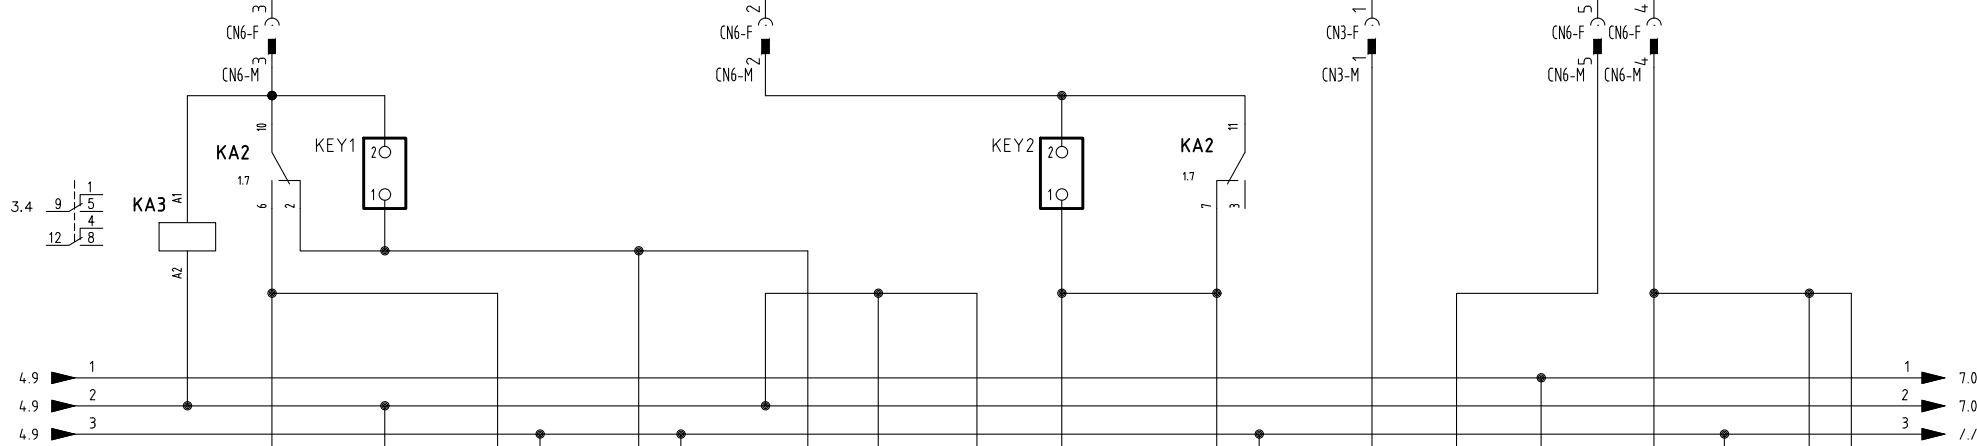 3 2 1 5 4
CN6-F CN6-F CN3-F CN6-F CN6-F
3 2 1 5 4
CN6-M CN6-M CN3-M CN6-M CN6-M
10 11
KA2 KEY1 2 KEY2 2 KA2
1.7 1.7
1 1 1
3.4 9 5 KA3 A1 6 2 7 3
4
12 8
A2
4.9 1 1 7.0
4.9 2 2 7.0
4.9 3 3